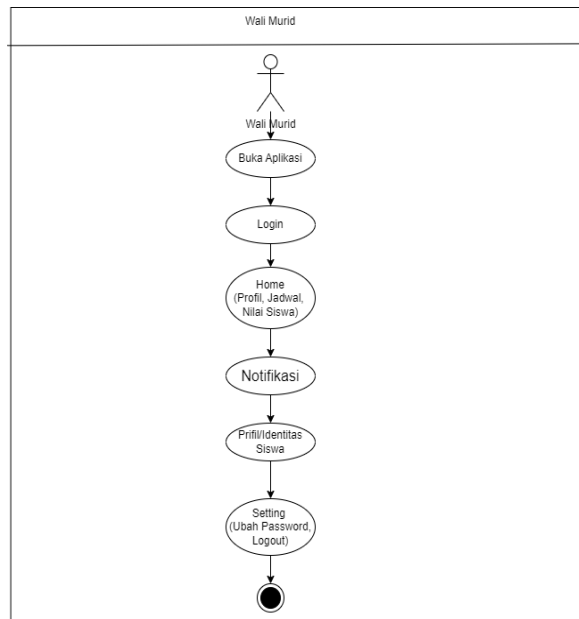 Wali Murid
Wali Murid
Buka Aplikasi
Login
Home
(Profil, Jadwal,
Nilai Siswa)
Notifikasi
Prifil/Identitas
Siswa
Setting
(Ubah Password,
Logout)